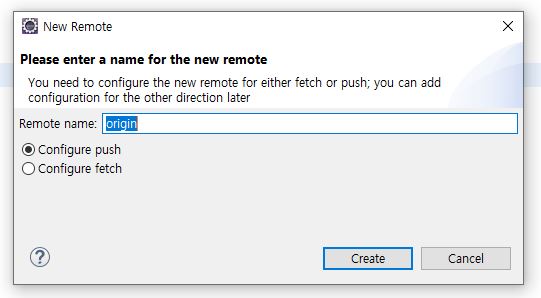 New Remote
Please enter a name for the new remote
You need to configure the new remote for either fetch or push; you can add
configuration for the other direction later
Remote name: origin
Configure push
Configure fetch
Create Cancel